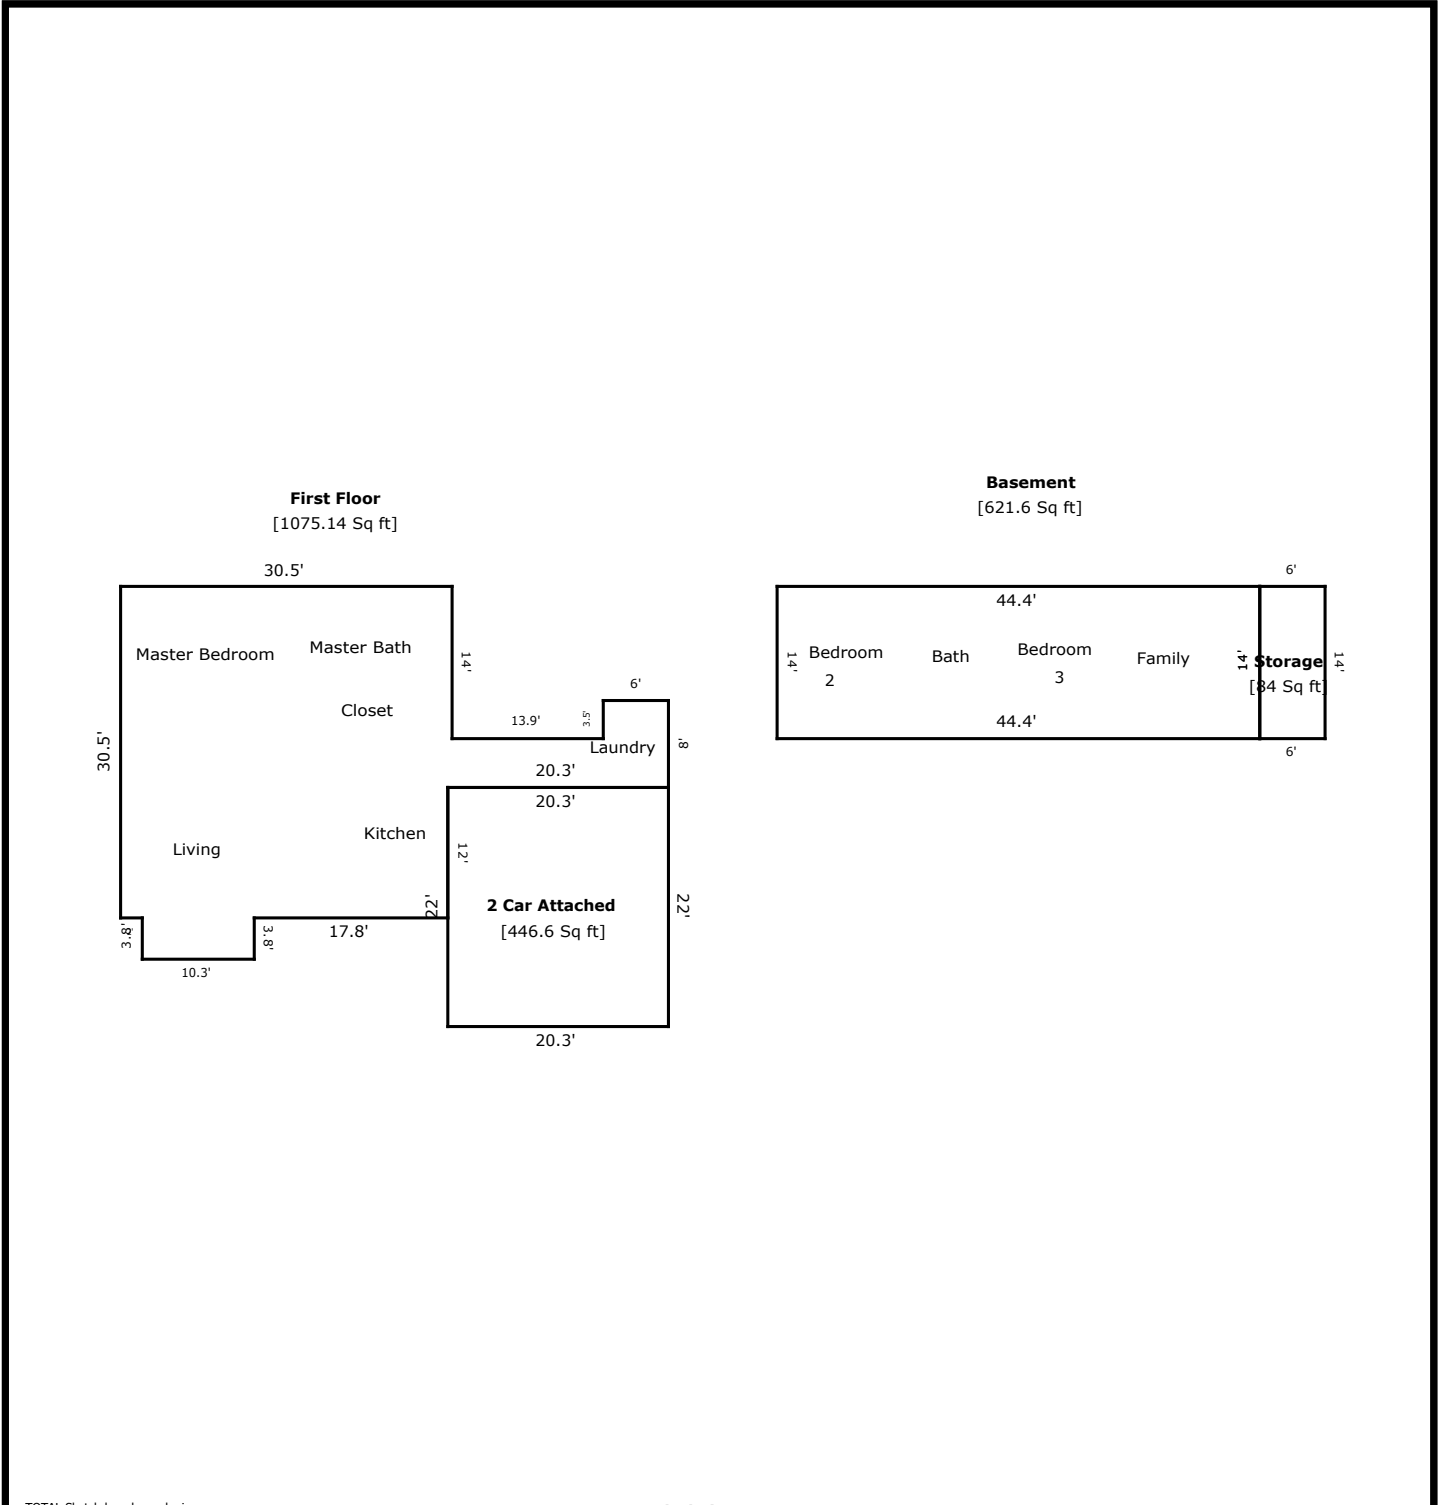 First Floor
[1075.14 Sq ft]
30.5'
Master Bedroom
Master Bath
Closet
14'
13.9'
3.5'
6'
Laundry
8'
20.3'
20.3'
30.5'
Living
Kitchen
12'
22'
2 Car Attached
[446.6 Sq ft]
22'
3.8'
3.8'
17.8'
10.3'
20.3'
Basement
[621.6 Sq ft]
6'
44.4'
14'
Bedroom
2
Bath
Bedroom
3
Family
14'
Storage
[84 Sq ft]
14'
44.4'
6'